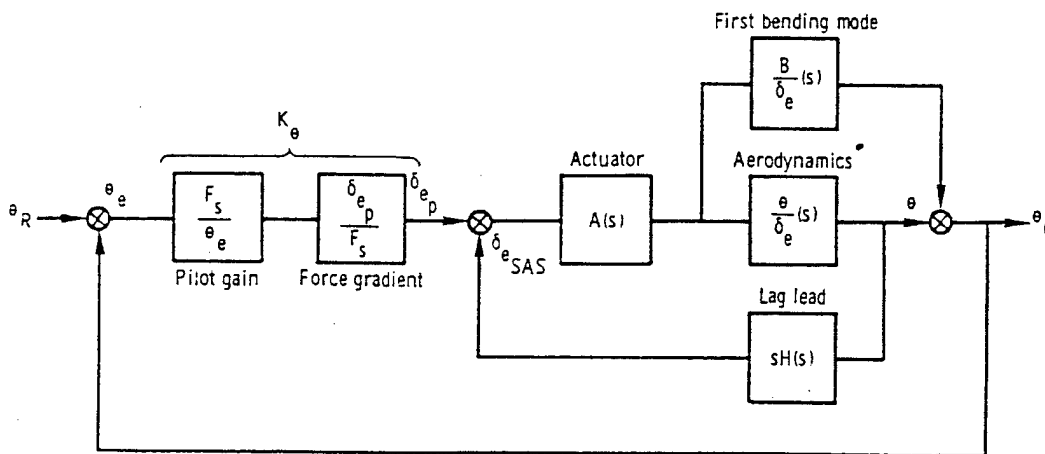 First bending mode
B
δe
(s)
Kθ
Actuator
Aerodynamics
θR
θe
Fs
θe
δep
Fs
δep
A(s)
θ
δe
(s)
θ
δeSAS
Pilot gain
Force gradient
Lag lead
sH(s)